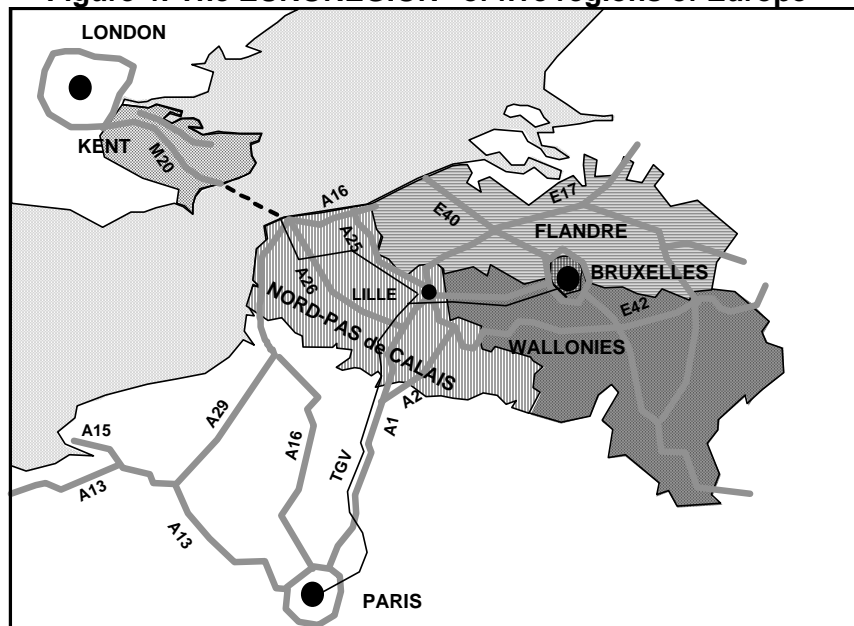 Figure The EUROREGION of five regions of Europe
LONDON
KENT
M20
A16
E40
E17
FLANDRE
A25
BRUXELLES
A26
LILLE
E42
NORD-PAS de CALAIS
WALLONIES
A2
A29
A16
TGV
A1
A15
A13
A13
PARIS